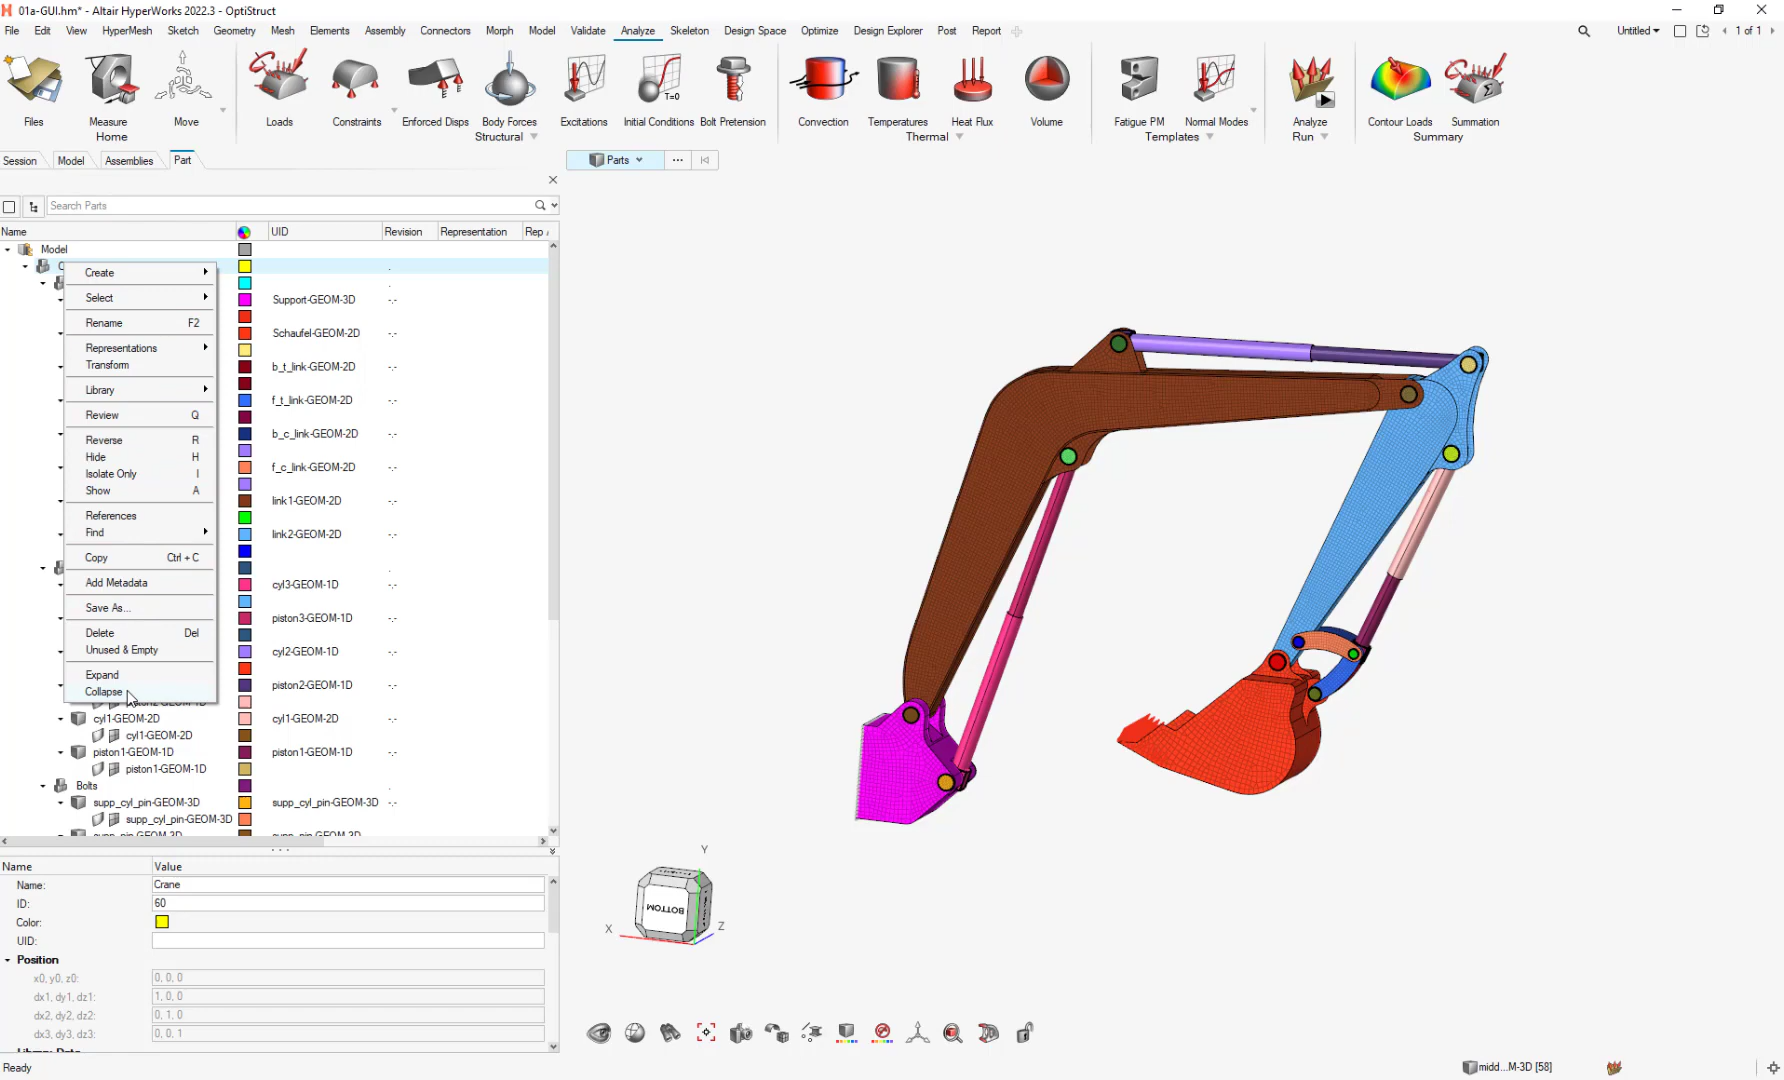 01a-GUI.hm* - Altair HyperWorks 2022.3 - OptiStruct
File Edit View HyperMesh Sketch Geometry Mesh Elements Assembly Connectors Morph Model Validate Analyze Skeleton Design Space Optimize Design Explorer Post Report Untitled 1 of 1
T=0
Files Measure Move Loads Constraints Enforced Disps Body Forces Excitations Initial Conditions Bolt Pretension Convection Temperatures Heat Flux Volume Fatigue PM Normal Modes Analyze Contour Loads Summation
Home Structural Thermal Templates Run Summary
Session Model Assemblies Part
Parts
Search Parts
Name UID Revision Representation Rep
Model
Create
Select
Rename F2
Representations
Transform
Library
Review Q
Reverse R
Hide H
Isolate Only I
Show A
References
Find
Copy Ctrl + C
Add Metadata
Save As...
Delete Del
Unused & Empty
Expand
Collapse
Support-GEOM-3D -.-
Schaufel-GEOM-2D -.-
b_t_link-GEOM-2D -.-
f_t_link-GEOM-2D -.-
b_c_link-GEOM-2D -.-
f_c_link-GEOM-2D -.-
link1-GEOM-2D -.-
link2-GEOM-2D -.-
cyl3-GEOM-1D -.-
piston3-GEOM-1D -.-
cyl2-GEOM-1D -.-
piston2-GEOM-1D -.-
cyl1-GEOM-2D cyl1-GEOM-2D -.-
cyl1-GEOM-2D
piston1-GEOM-1D piston1-GEOM-1D -.-
piston1-GEOM-1D
Bolts
supp_cyl_pin-GEOM-3D supp_cyl_pin-GEOM-3D -.-
supp_cyl_pin-GEOM-3D
Name Value
Name: Crane
ID: 60
Color:
UID:
Position
x0, y0, z0: 0, 0, 0
dx1, dy1, dz1: 1, 0, 0
dx2, dy2, dz2: 0, 1, 0
dx3, dy3, dz3: 0, 0, 1
Y
BOTTOM
X
Z
Ready
midd...M-3D [58]